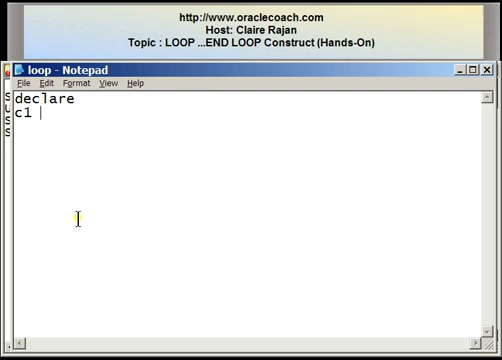 http://www.oraclecoach.com
Host: Claire Rajan
Topic : LOOP ...END LOOP Construct (Hands-On)
loop - Notepad
File Edit Format View Help
declare
c1